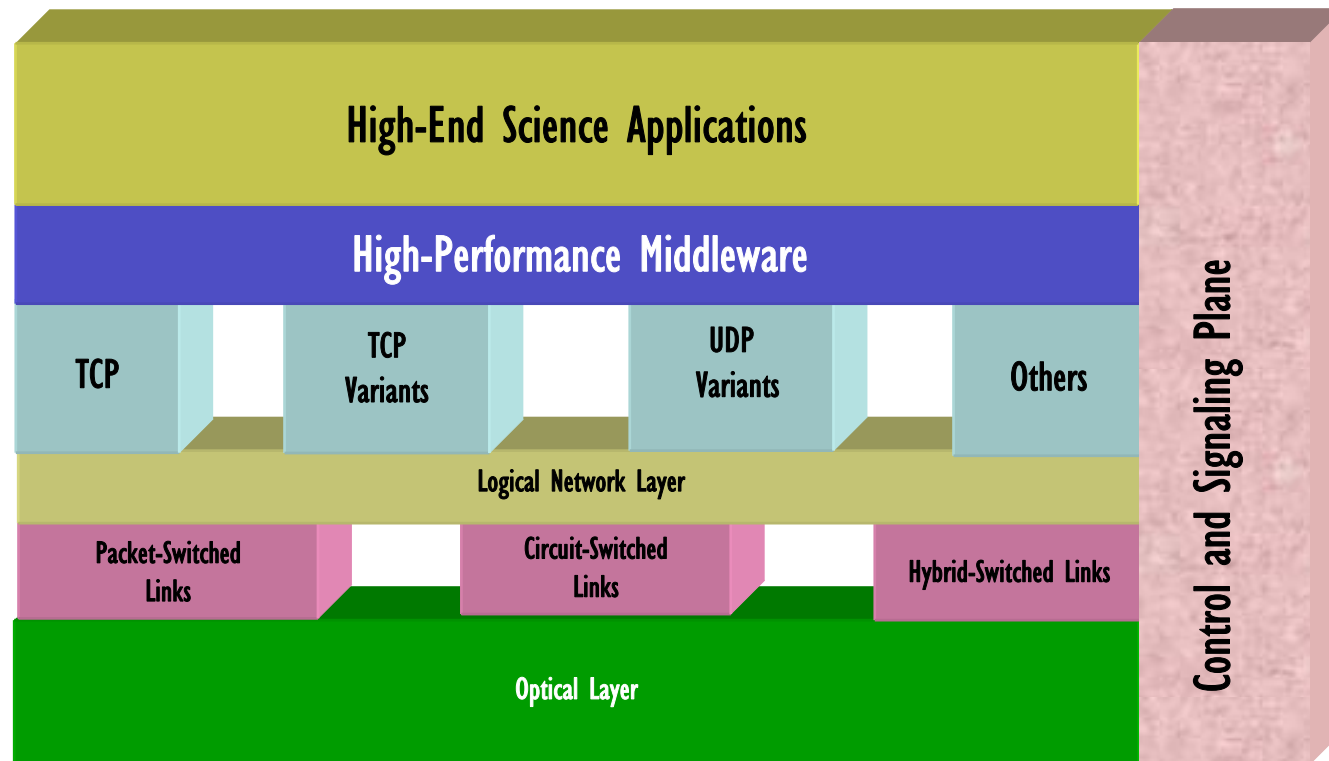 High-End Science Applications
High-Performance Middleware
TCP
TCP
Variants
UDP
Variants
Others
Logical Network Layer
Packet-Switched
Links
Circuit-Switched
Links
Hybrid-Switched Links
Optical Layer
Control and Signaling Plane